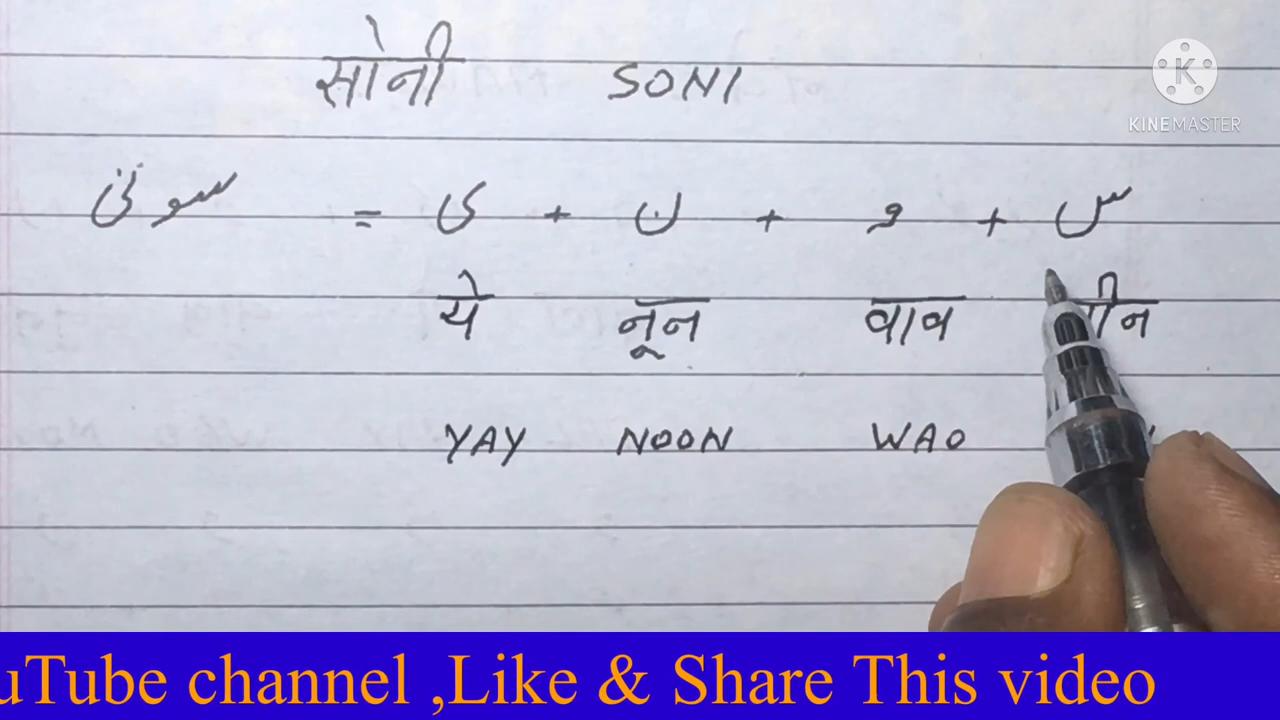 सोनी SONI
سونی = ی + ن + و + س
ये नून वाव
YAY NOON WAO
KINEMASTER
uTube channel ,Like & Share This video